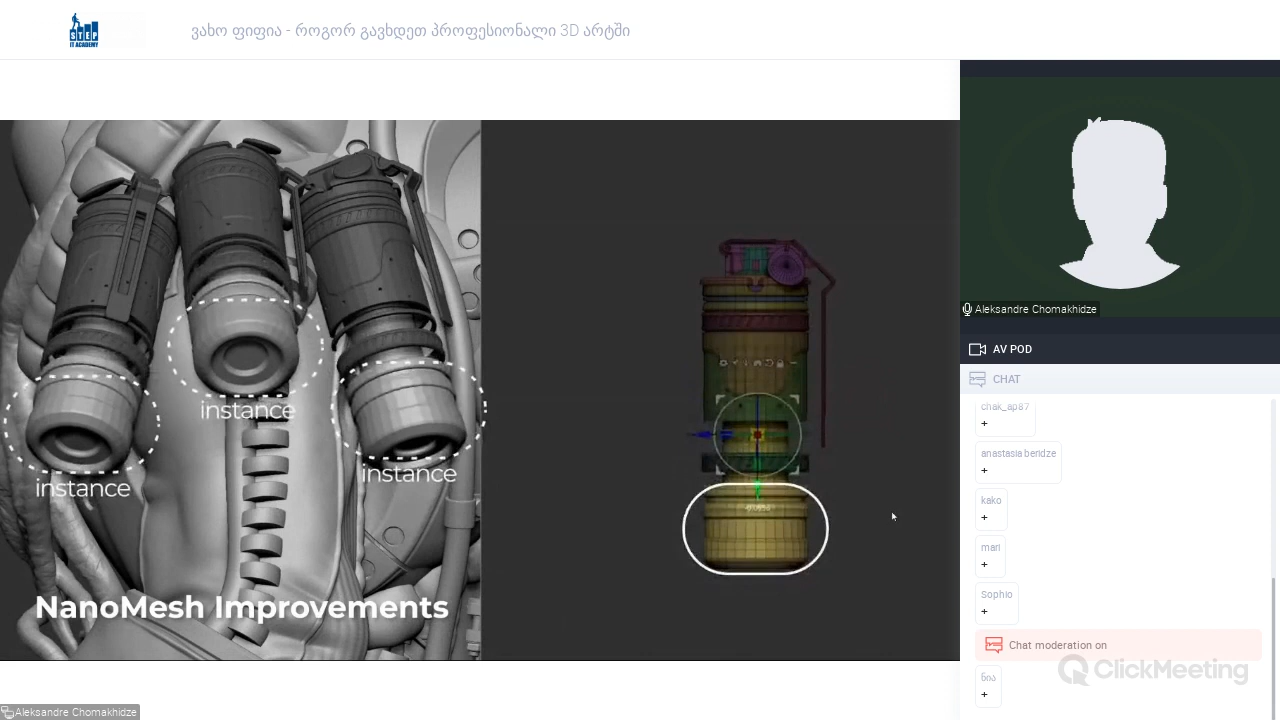 STEP
IT ACADEMY
ვახო ფიფია - როგორ გავხდეთ პროფესიონალი 3D არტში
instance
instance
instance
NanoMesh Improvements
Aleksandre Chomakhidze
AV POD
CHAT
chak_ap87
+
anastasia beridze
+
kako
+
mari
+
Sophio
+
Chat moderation on
ClickMeeting
ნია
+
Aleksandre Chomakhidze